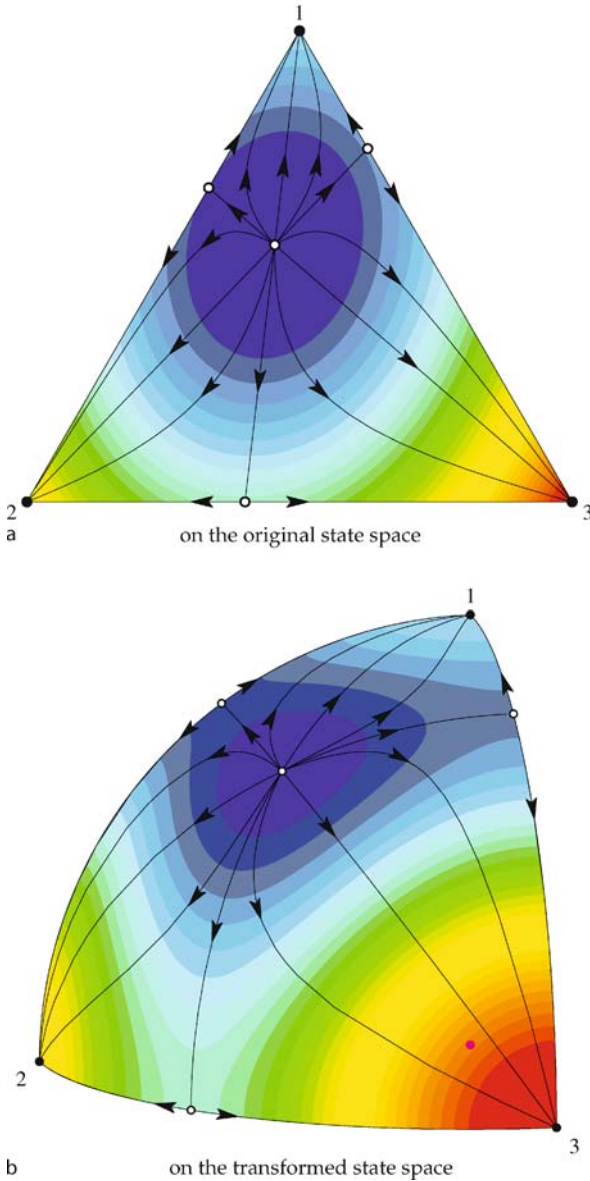 1
2
3
a
on the original state space
1
2
3
b
on the transformed state space